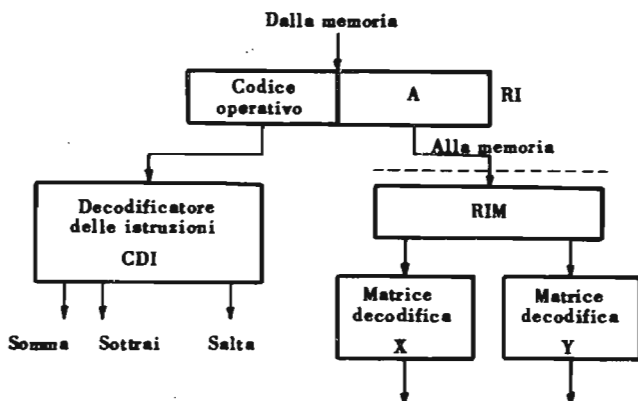 Dalla memoria
Codice
operativo
A
RI
Alla memoria
Decodificatore
delle istruzioni
CDI
RIM
Matrice
decodifica
X
Matrice
decodifica
Y
Somma
Sottrai
Salta